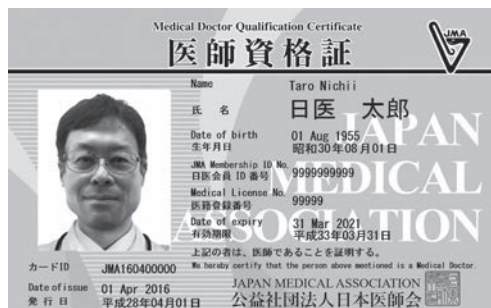 Medical Doctor Qualification Certificate
医師資格証
JMA
Name Taro Nichii
氏名 日医 太郎
Date of birth 01 Aug 1955
生年月日 昭和30年08月01日
JMA Membership ID No.
日医会員 ID 番号 9999999999
Medical License No.
医籍登録番号 99999
Date of expiry 31 Mar 2021
有効期限 平成33年03月31日
JAPAN
MEDICAL
ASSOCIATION
上記の者は、医師であることを証明する。
We hereby certify that the person above mentioned is a Medical Doctor.
カードID JMA160400000
Date of issue 01 Apr 2016
発行日 平成28年04月01日
JAPAN MEDICAL ASSOCIATION
公益社団法人日本医師会